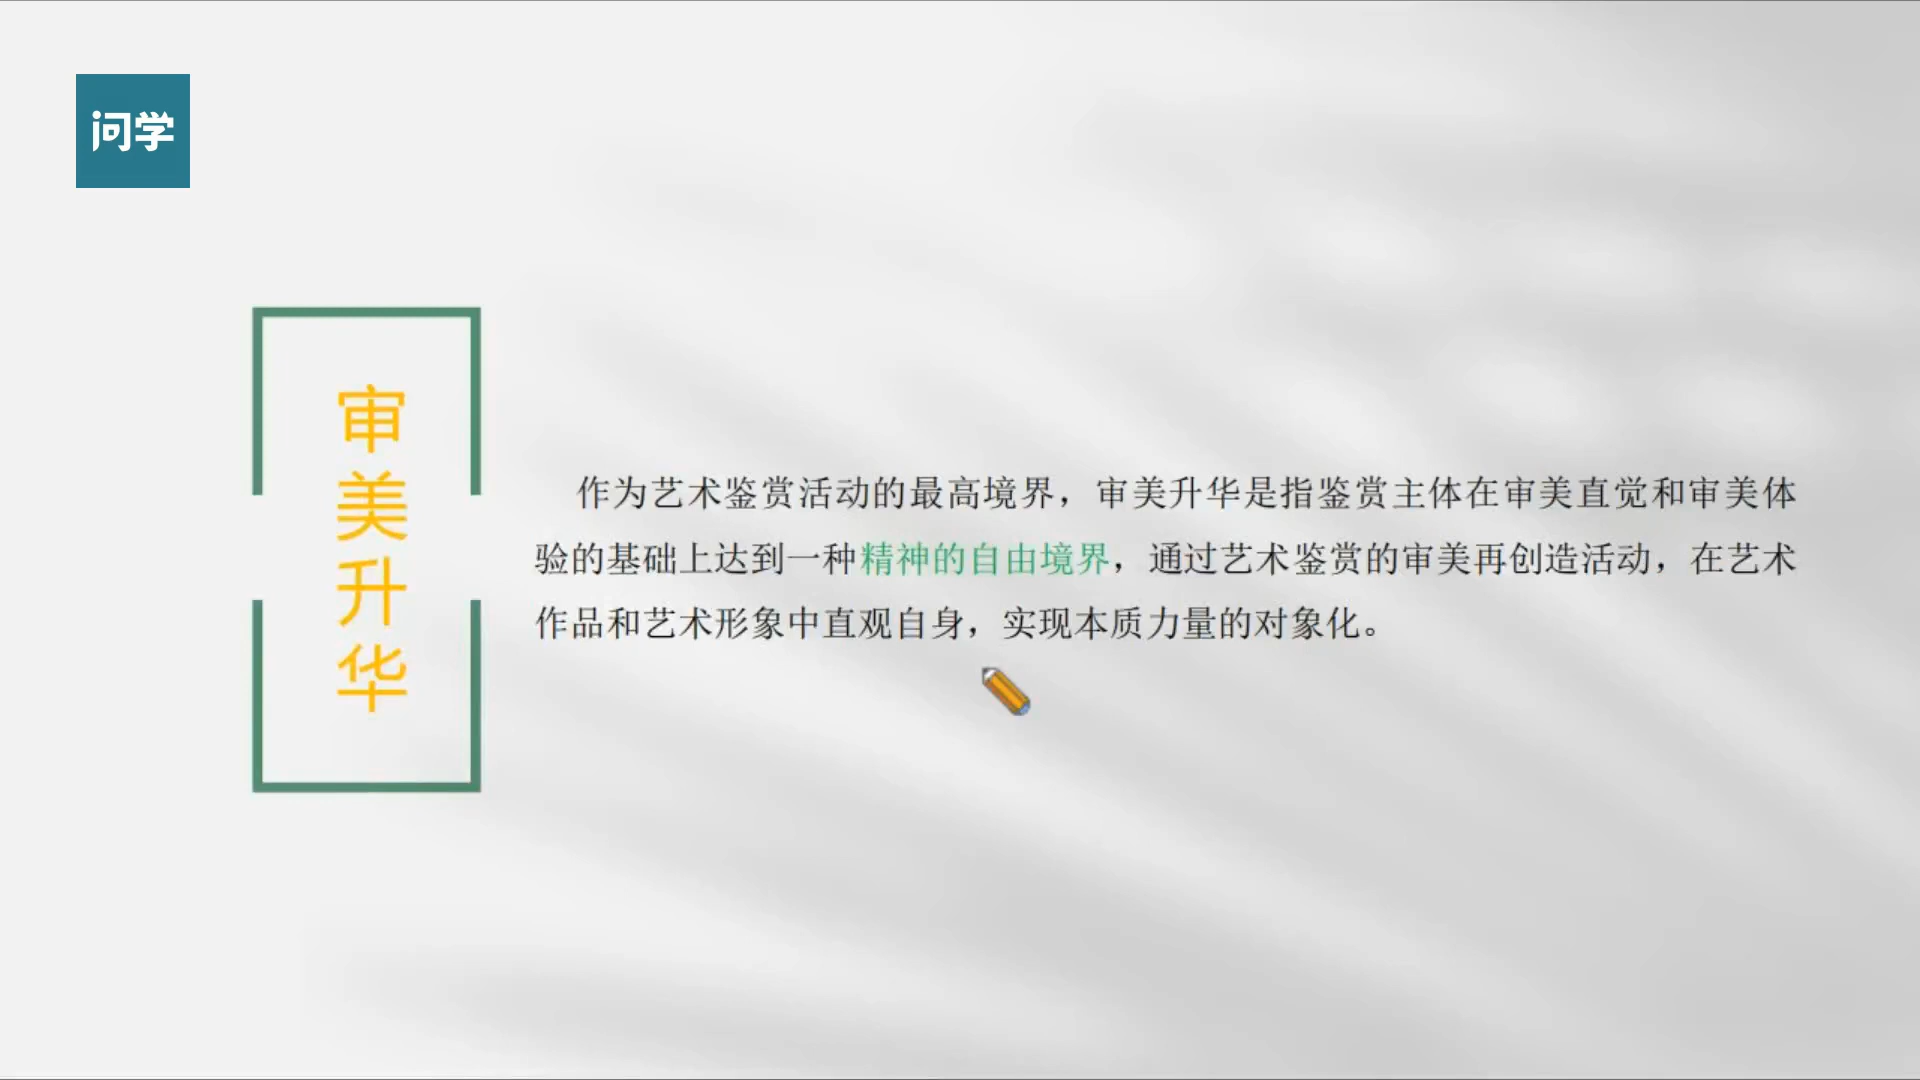 问学
审美升华
作为艺术鉴赏活动的最高境界，审美升华是指鉴赏主体在审美直觉和审美体
验的基础上达到一种精神的自由境界，通过艺术鉴赏的审美再创造活动，在艺术
作品和艺术形象中直观自身，实现本质力量的对象化。